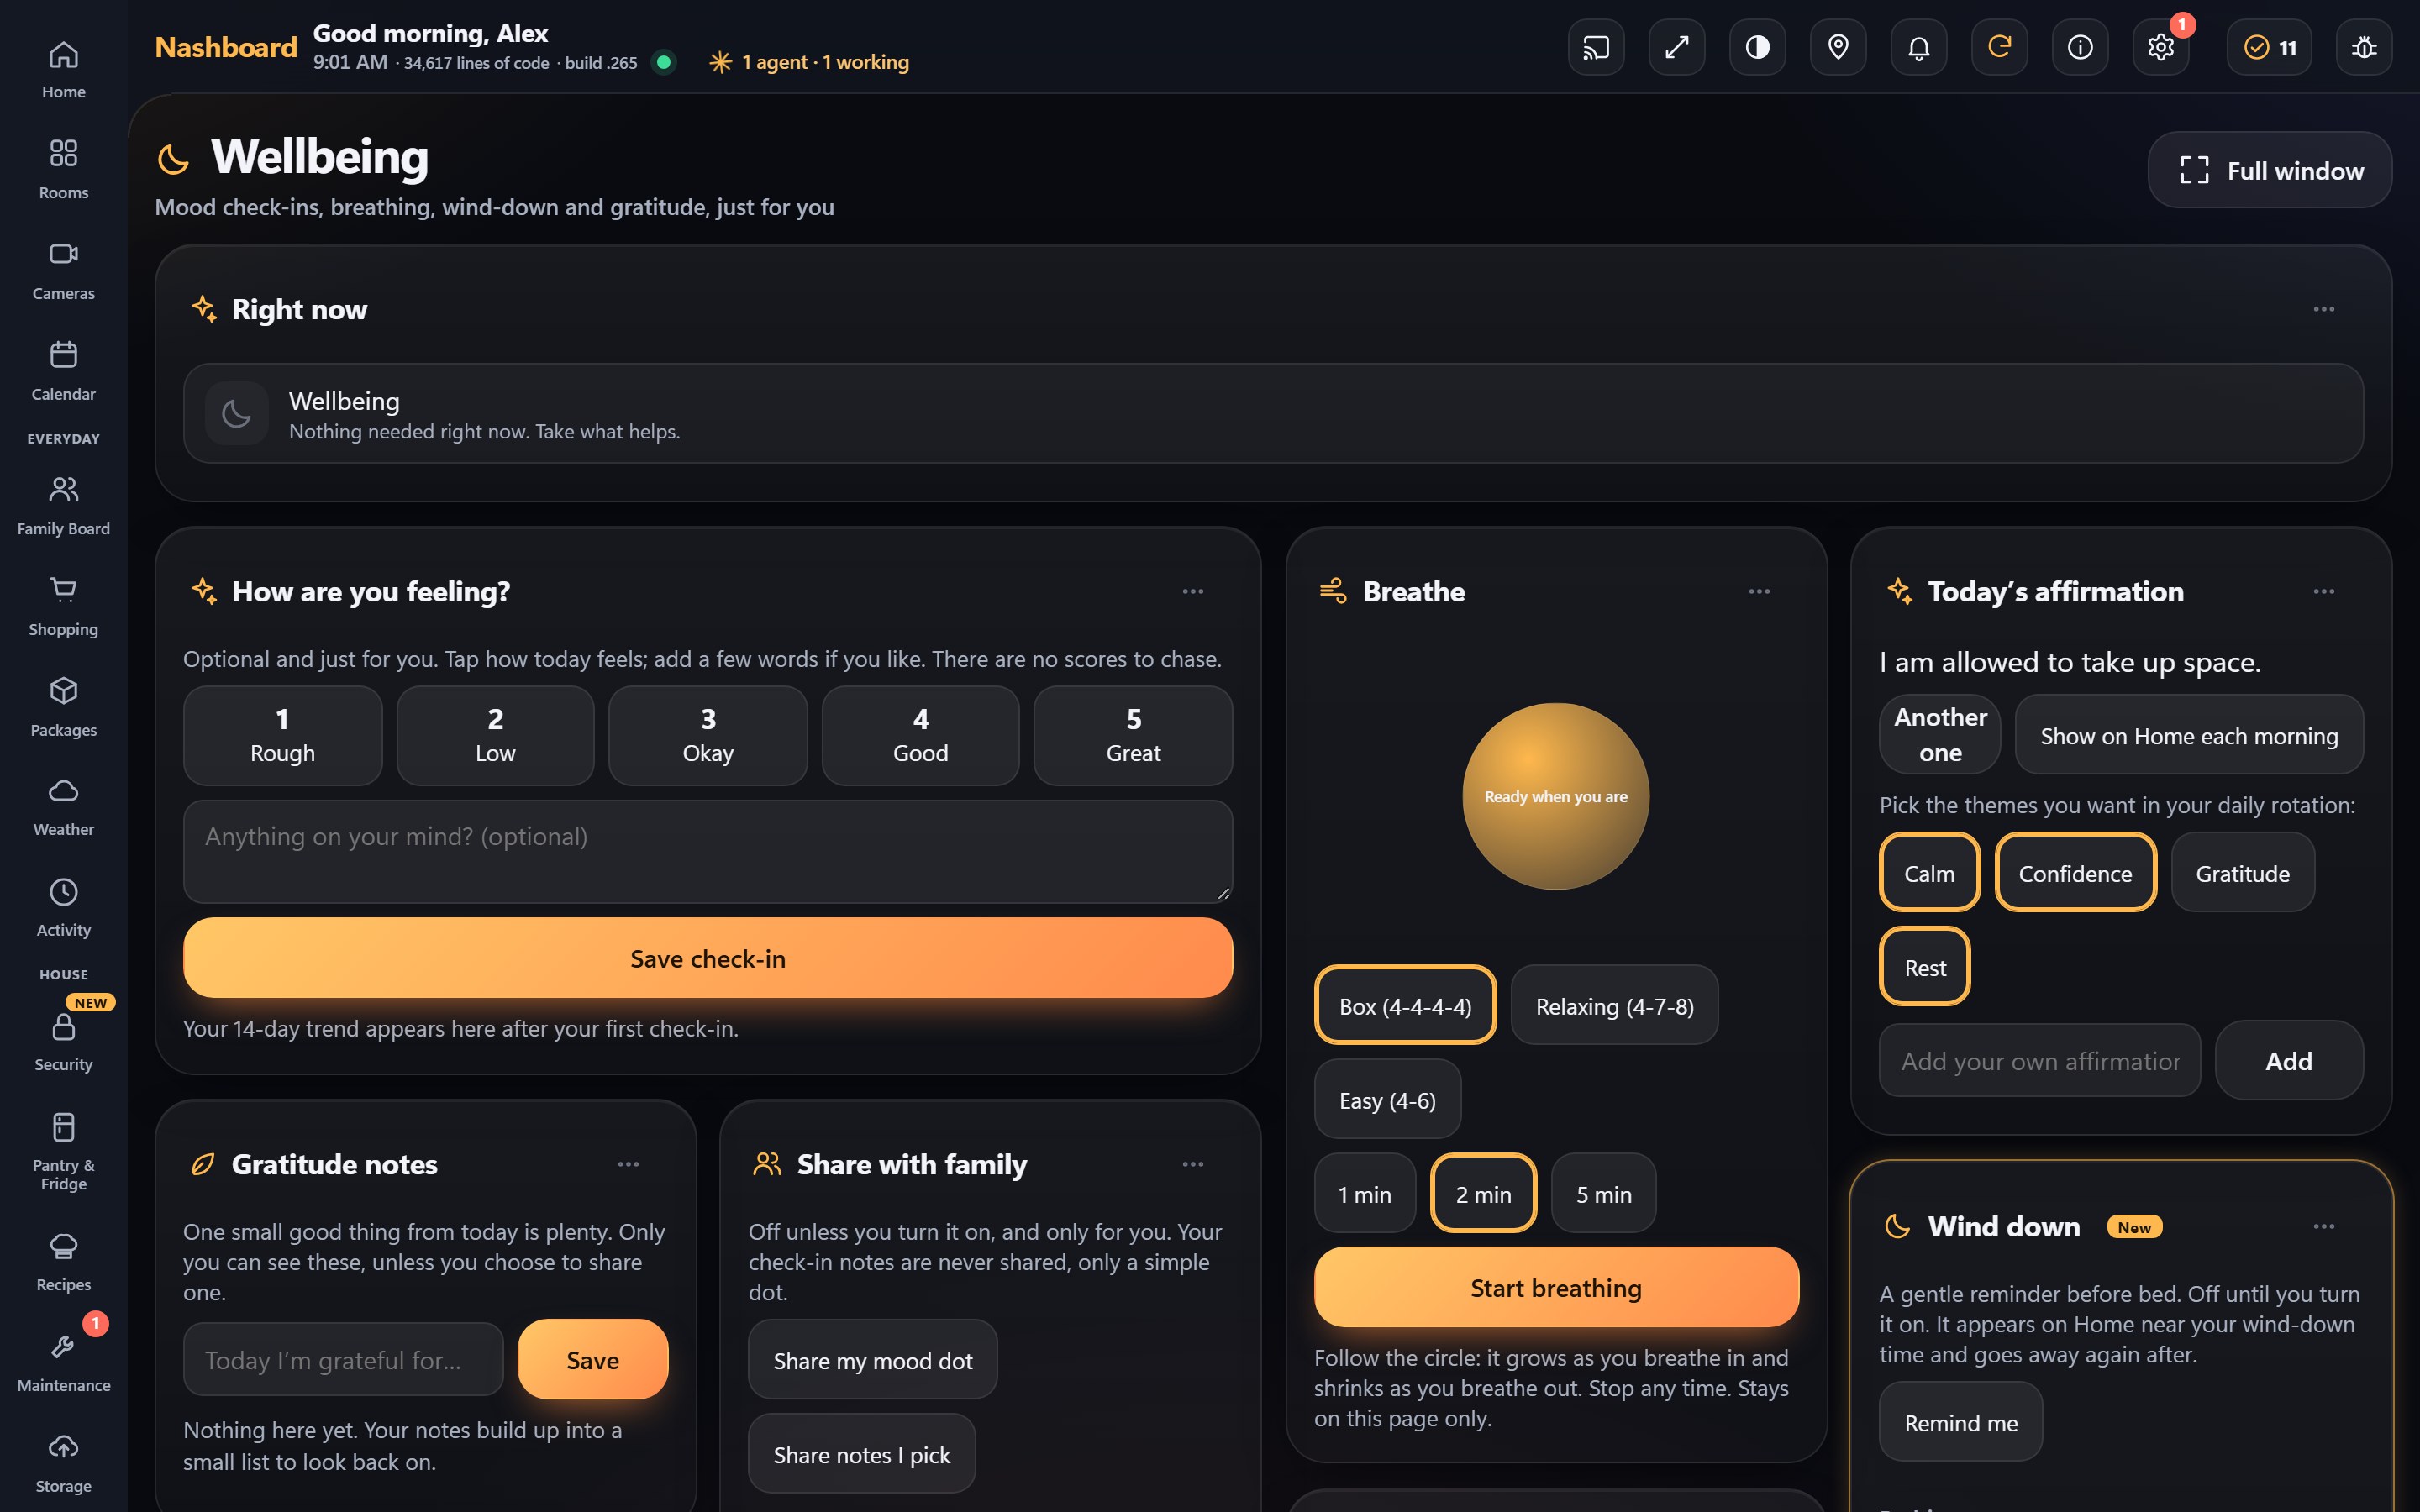 Nashboard
Good morning, Alex
9:01 AM · 34,617 lines of code · build .265
1 agent · 1 working
1
11
Home
Rooms
Cameras
Calendar
EVERYDAY
Family Board
Shopping
Packages
Weather
Activity
HOUSE
NEW
Security
Pantry &
Fridge
Recipes
1
Maintenance
Storage
Wellbeing
Mood check-ins, breathing, wind-down and gratitude, just for you
Full window
Right now
Wellbeing
Nothing needed right now. Take what helps.
How are you feeling?
Optional and just for you. Tap how today feels; add a few words if you like. There are no scores to chase.
1 Rough
2 Low
3 Okay
4 Good
5 Great
Anything on your mind? (optional)
Save check-in
Your 14-day trend appears here after your first check-in.
Breathe
Ready when you are
Box (4-4-4-4)
Relaxing (4-7-8)
Easy (4-6)
1 min
2 min
5 min
Start breathing
Follow the circle: it grows as you breathe in and
shrinks as you breathe out. Stop any time. Stays
on this page only.
Today’s affirmation
I am allowed to take up space.
Another
one
Show on Home each morning
Pick the themes you want in your daily rotation:
Calm
Confidence
Gratitude
Rest
Add your own affirmation
Add
Gratitude notes
One small good thing from today is plenty. Only
you can see these, unless you choose to share
one.
Today I’m grateful for...
Save
Nothing here yet. Your notes build up into a
small list to look back on.
Share with family
Off unless you turn it on, and only for you. Your
check-in notes are never shared, only a simple
dot.
Share my mood dot
Share notes I pick
Wind down
New
A gentle reminder before bed. Off until you turn
it on. It appears on Home near your wind-down
time and goes away again after.
Remind me